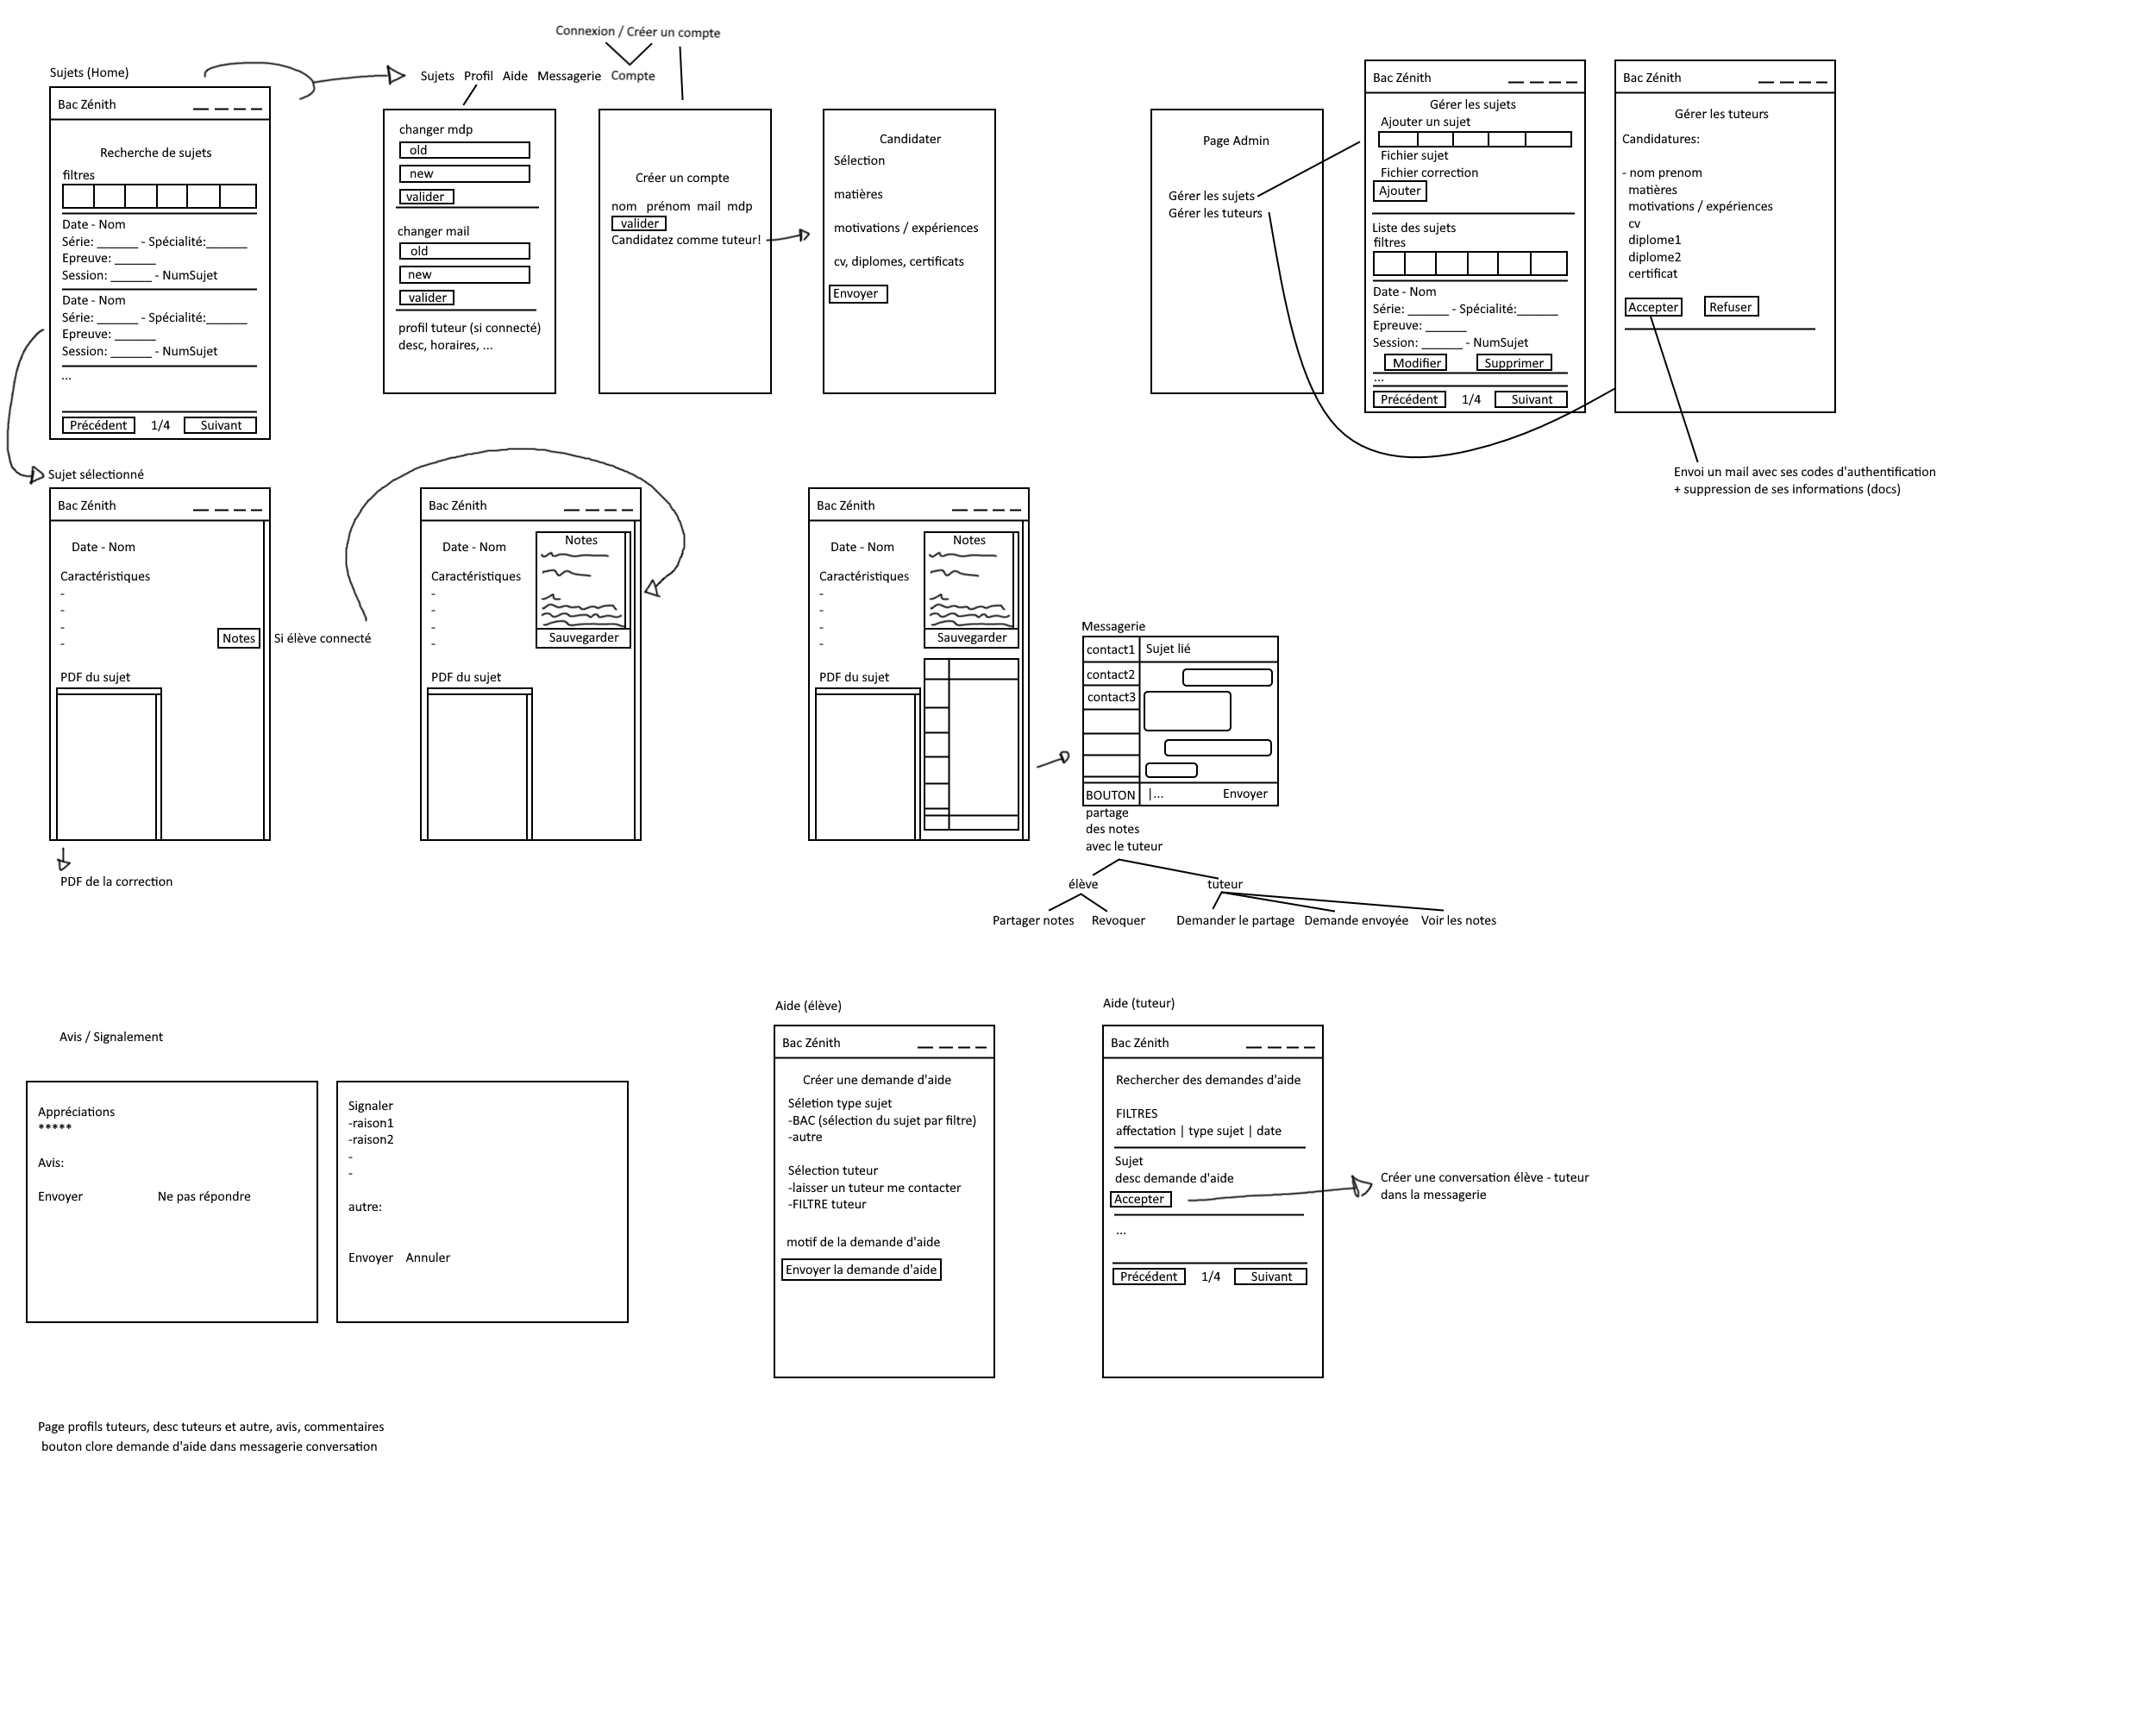 Connexion / Créer un compte
Sujets (Home)
Sujets Profil Aide Messagerie Compte
Bac Zénith
Recherche de sujets
filtres
Date - Nom
Série: ______ - Spécialité:______
Epreuve: ______
Session: ______ - NumSujet
Date - Nom
Série: ______ - Spécialité:______
Epreuve: ______
Session: ______ - NumSujet
...
Précédent 1/4 Suivant
changer mdp
old
new
valider
changer mail
old
new
valider
profil tuteur (si connecté)
desc, horaires, ...
Créer un compte
nom prénom mail mdp
valider
Candidatez comme tuteur!
Candidater
Sélection
matières
motivations / expériences
cv, diplomes, certificats
Envoyer
Page Admin
Gérer les sujets
Gérer les tuteurs
Bac Zénith
Gérer les sujets
Ajouter un sujet
Fichier sujet
Fichier correction
Ajouter
Liste des sujets
filtres
Date - Nom
Série: ______ - Spécialité:______
Epreuve: ______
Session: ______ - NumSujet
Modifier Supprimer
...
Précédent 1/4 Suivant
Bac Zénith
Gérer les tuteurs
Candidatures:
- nom prenom
matières
motivations / expériences
cv
diplome1
diplome2
certificat
Accepter Refuser
Envoi un mail avec ses codes d'authentification
+ suppression de ses informations (docs)
Sujet sélectionné
Bac Zénith
Date - Nom
Caractéristiques
-
-
-
-
Notes
Si élève connecté
PDF du sujet
PDF de la correction
Bac Zénith
Date - Nom
Caractéristiques
-
-
-
-
Notes
Sauvegarder
PDF du sujet
Bac Zénith
Date - Nom
Caractéristiques
-
-
-
-
Notes
Sauvegarder
PDF du sujet
Messagerie
contact1 Sujet lié
contact2
contact3
BOUTON |... Envoyer
partage
des notes
avec le tuteur
élève tuteur
Partager notes Revoquer Demander le partage Demande envoyée Voir les notes
Avis / Signalement
Appréciations
*****
Avis:
Envoyer Ne pas répondre
Signaler
-raison1
-raison2
-
-
autre:
Envoyer Annuler
Aide (élève)
Bac Zénith
Créer une demande d'aide
Séletion type sujet
-BAC (sélection du sujet par filtre)
-autre
Sélection tuteur
-laisser un tuteur me contacter
-FILTRE tuteur
motif de la demande d'aide
Envoyer la demande d'aide
Aide (tuteur)
Bac Zénith
Rechercher des demandes d'aide
FILTRES
affectation | type sujet | date
Sujet
desc demande d'aide
Accepter
...
Précédent 1/4 Suivant
Créer une conversation élève - tuteur
dans la messagerie
Page profils tuteurs, desc tuteurs et autre, avis, commentaires
bouton clore demande d'aide dans messagerie conversation